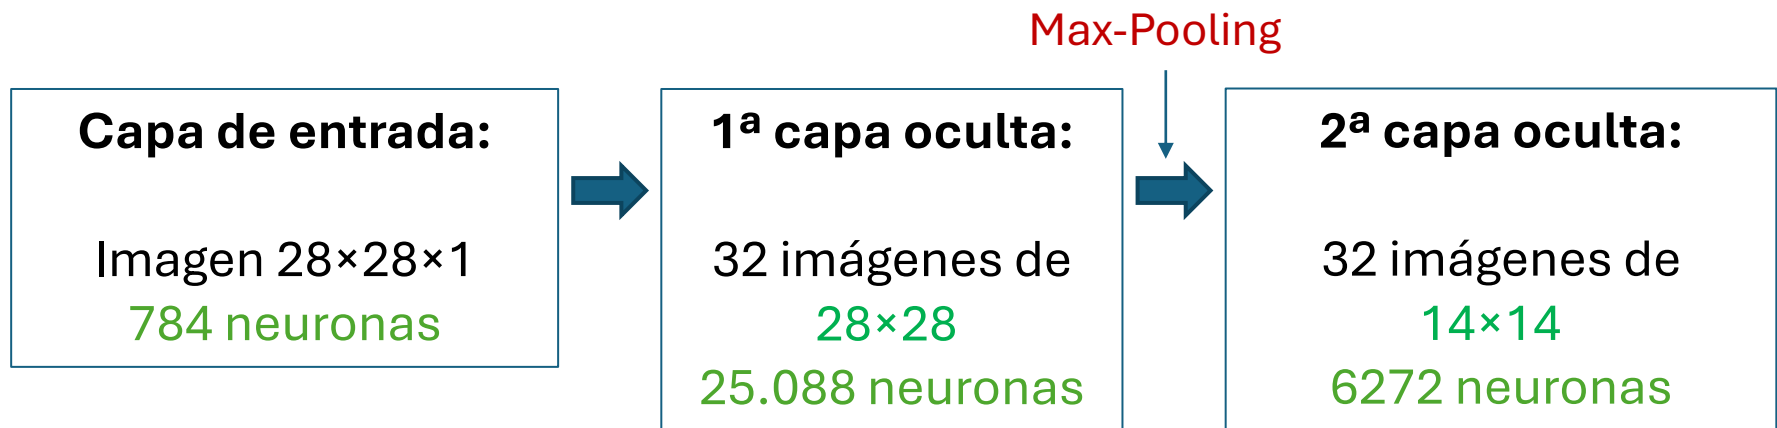 Max-Pooling
Capa de entrada:
Imagen 28×28×1
784 neuronas
1ª capa oculta:
32 imágenes de
28×28
25.088 neuronas
2ª capa oculta:
32 imágenes de
14×14
6272 neuronas